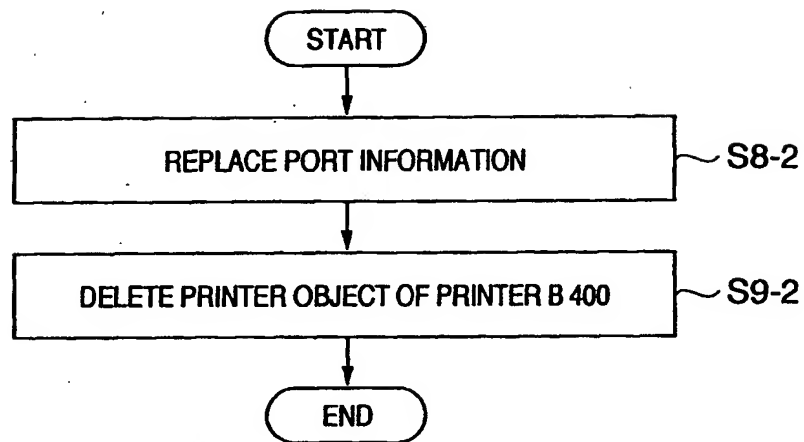 START
REPLACE PORT INFORMATION
S8-2
DELETE PRINTER OBJECT OF PRINTER B 400
S9-2
END